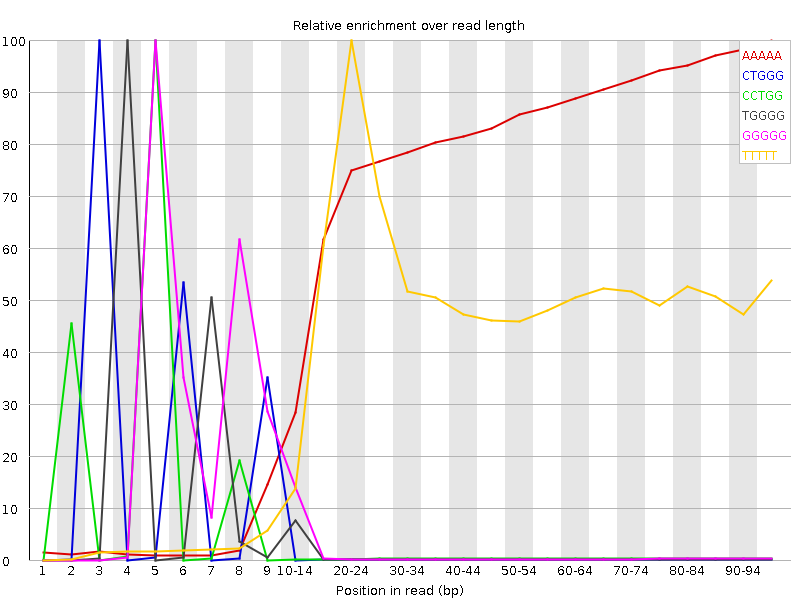 Relative enrichment over read length
100
90
80
70
60
50
40
30
20
10
0
AAAAA
CTGGG
CCTGG
TGGGG
GGGGG
TTTTT
1 2 3 4 5 6 7 8 9 10-14 20-24 30-34 40-44 50-54 60-64 70-74 80-84 90-94
Position in read (bp)